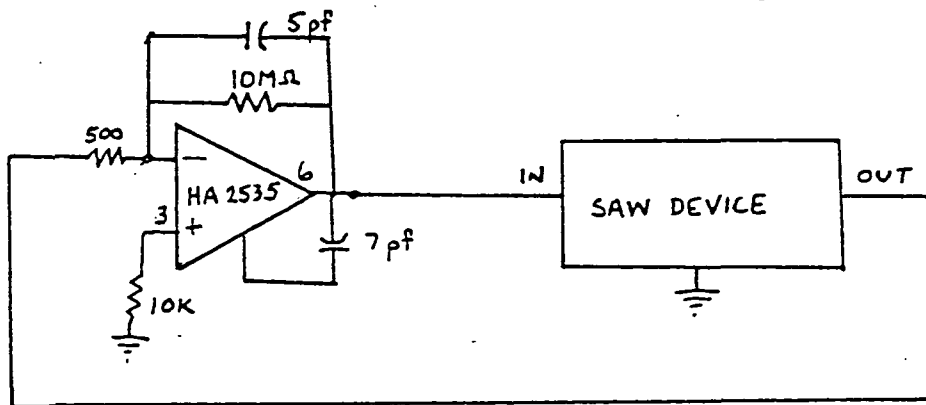 5pf
10MΩ
500
−
6
HA 2535
3
+
7pf
10K
IN
SAW DEVICE
OUT